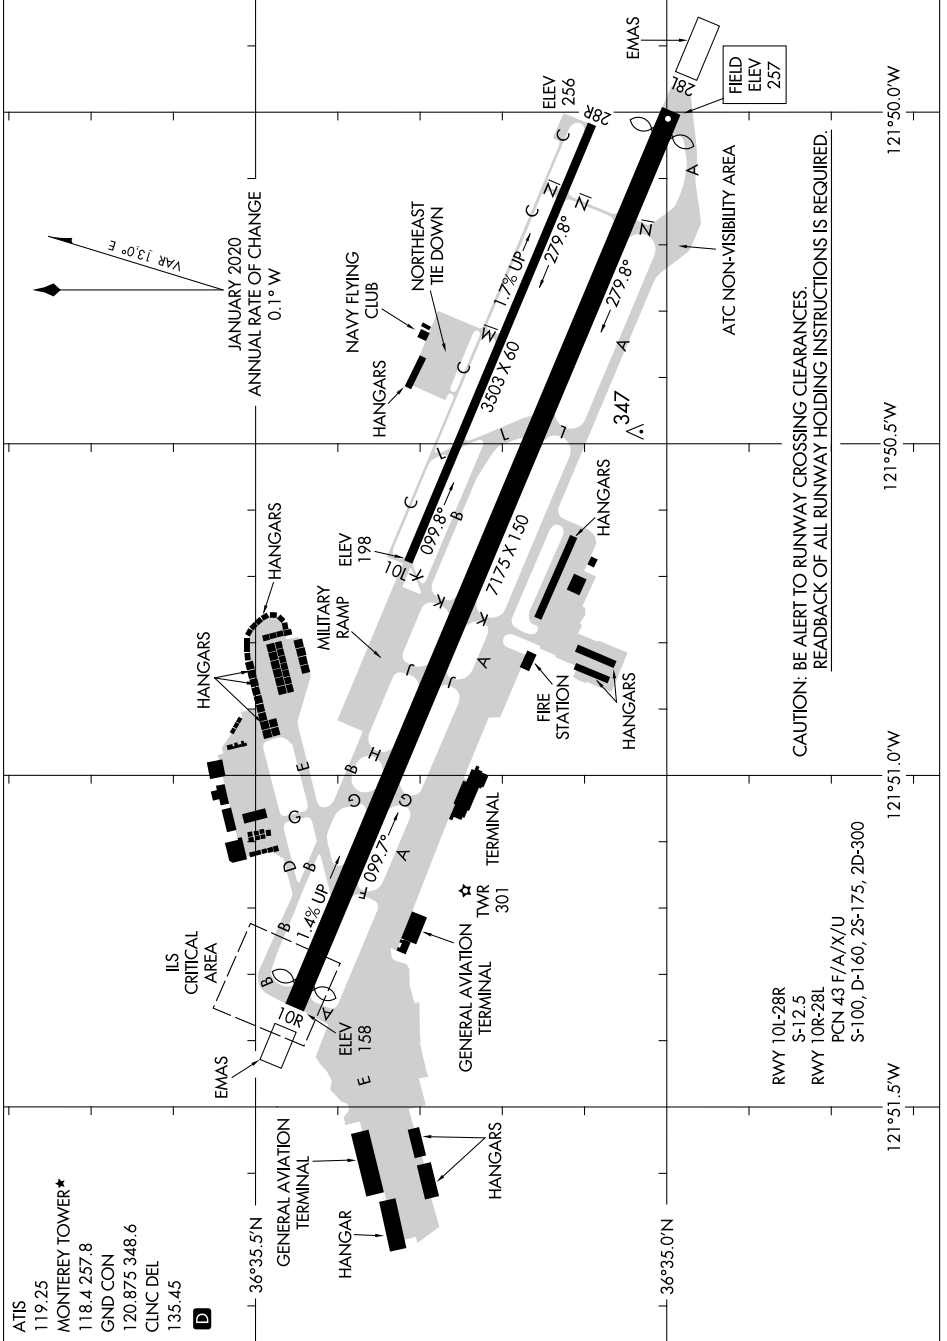 ATIS
119.25
MONTEREY TOWER★
118.4 257.8
GND CON
120.875 348.6
CLNC DEL
135.45
D
JANUARY 2020
ANNUAL RATE OF CHANGE
0.1° W
VAR 13.0° E
EMAS
FIELD
ELEV
257
28L
ELEV
256
28R
C
C
C
C
N
N
N
M
279.8°
1.7% UP
279.8°
A
A
ATC NON-VISIBILITY AREA
NORTHEAST
TIE DOWN
NAVY FLYING
CLUB
HANGARS
3503 X 60
347
L
L
L
099.8°
B
ELEV
198
10L
K
K
K
7175 X 150
HANGARS
HANGARS
HANGARS
MILITARY
RAMP
J
J
A
FIRE
STATION
HANGARS
E
H
B
G
G
G
D
B
B
B
1.4% UP
099.7°
F
A
A
TERMINAL
TWR
301
GENERAL AVIATION
TERMINAL
ILS
CRITICAL
AREA
10R
ELEV
158
EMAS
E
GENERAL AVIATION
TERMINAL
HANGAR
HANGARS
36°35.5'N
36°35.0'N
121°50.0'W
121°50.5'W
121°51.0'W
121°51.5'W
CAUTION: BE ALERT TO RUNWAY CROSSING CLEARANCES.
READBACK OF ALL RUNWAY HOLDING INSTRUCTIONS IS REQUIRED.
RWY 10L-28R
S-12.5
RWY 10R-28L
PCN 43 F/A/X/U
S-100, D-160, 2S-175, 2D-300